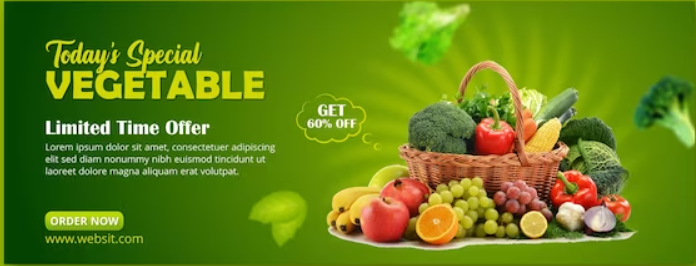 Today's Special
VEGETABLE
Limited Time Offer
Lorem ipsum dolor sit amet, consectetuer adipiscing
elit sed diam nonummy nibh euismod tincidunt ut
laoreet dolore magna aliquam erat volutpat.
ORDER NOW
www.websit.com
GET
60% OFF